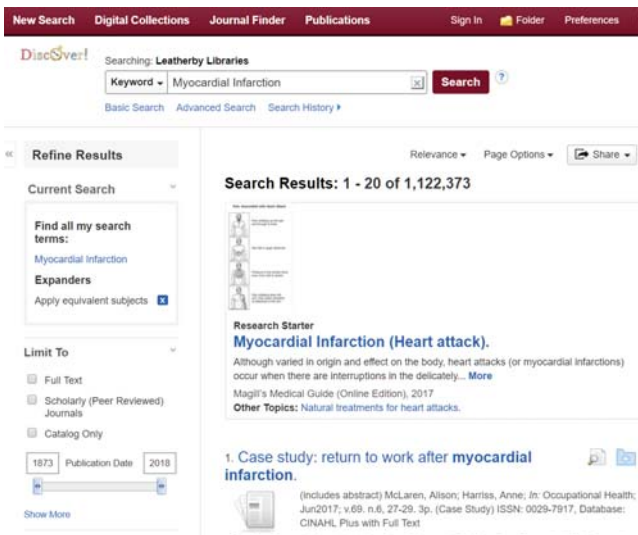 New Search Digital Collections Journal Finder Publications Sign In Folder Preferences
Discover!
Searching: Leatherby Libraries
Keyword Myocardial Infarction x Search ?
Basic Search Advanced Search Search History
«
Refine Results
Relevance Page Options Share
Current Search
Search Results: 1 - 20 of 1,122,373
Find all my search
terms:
Myocardial Infarction
Expanders
Apply equivalent subjects x
Research Starter
Myocardial Infarction (Heart attack).
Although varied in origin and effect on the body, heart attacks (or myocardial infarctions)
occur when there are interruptions in the delicately... More
Magill's Medical Guide (Online Edition), 2017
Other Topics: Natural treatments for heart attacks.
Limit To
Full Text
Scholarly (Peer Reviewed)
Journals
Catalog Only
1873 Publication Date 2018
Show More
1. Case study: return to work after myocardial
infarction.
(includes abstract) McLaren, Alison; Harriss, Anne; In: Occupational Health;
Jun2017; v.69. n.6, 27-29. 3p. (Case Study) ISSN: 0029-7917, Database:
CINAHL Plus with Full Text